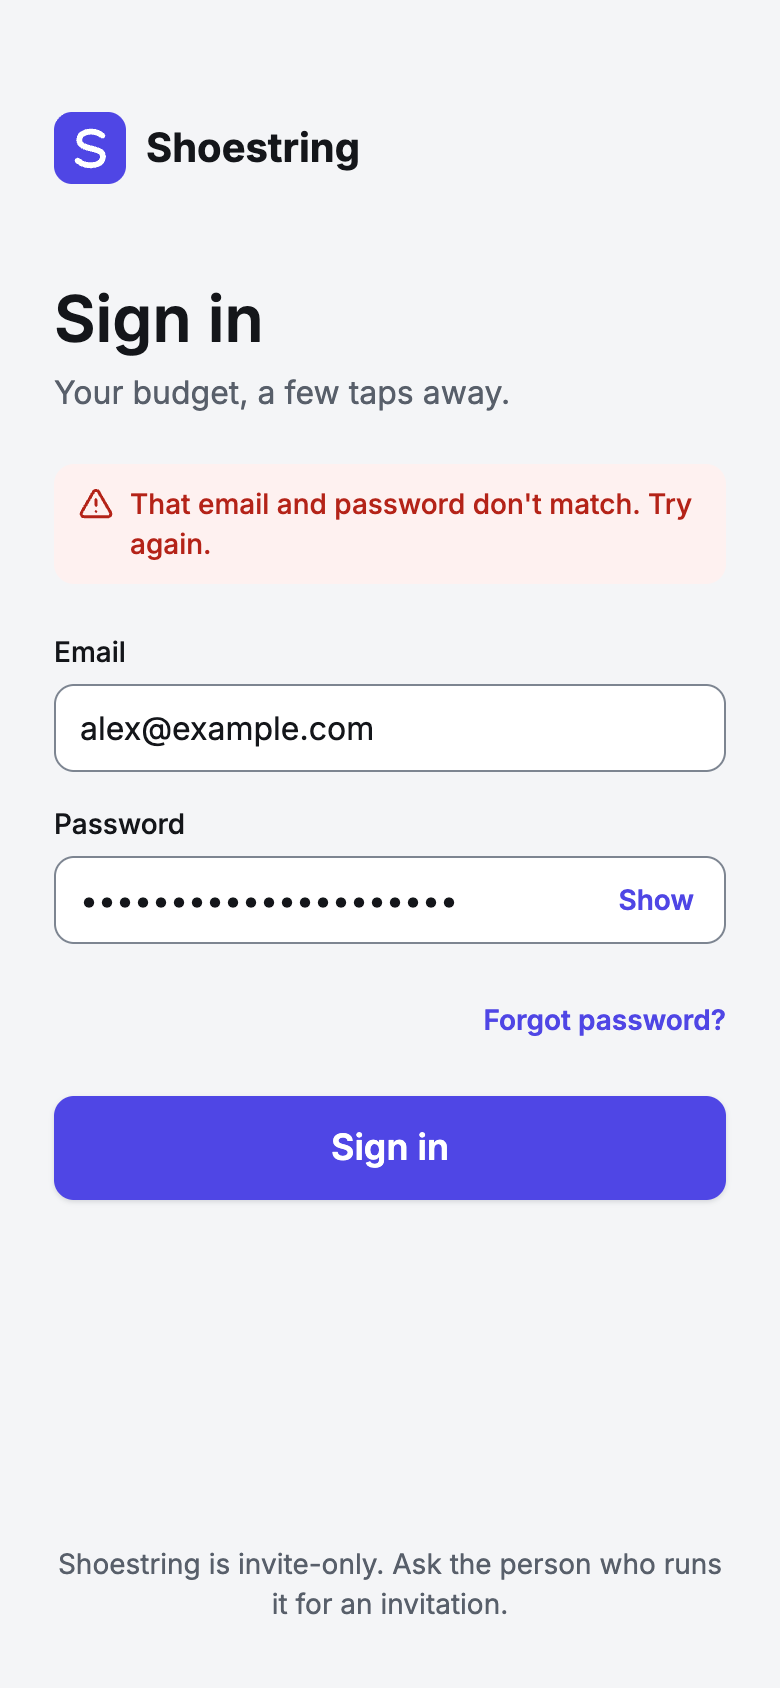 S Shoestring
Sign in
Your budget, a few taps away.
That email and password don't match. Try
again.
Email
alex@example.com
Password
•••••••••••••••••••••
Show
Forgot password?
Sign in
Shoestring is invite-only. Ask the person who runs
it for an invitation.